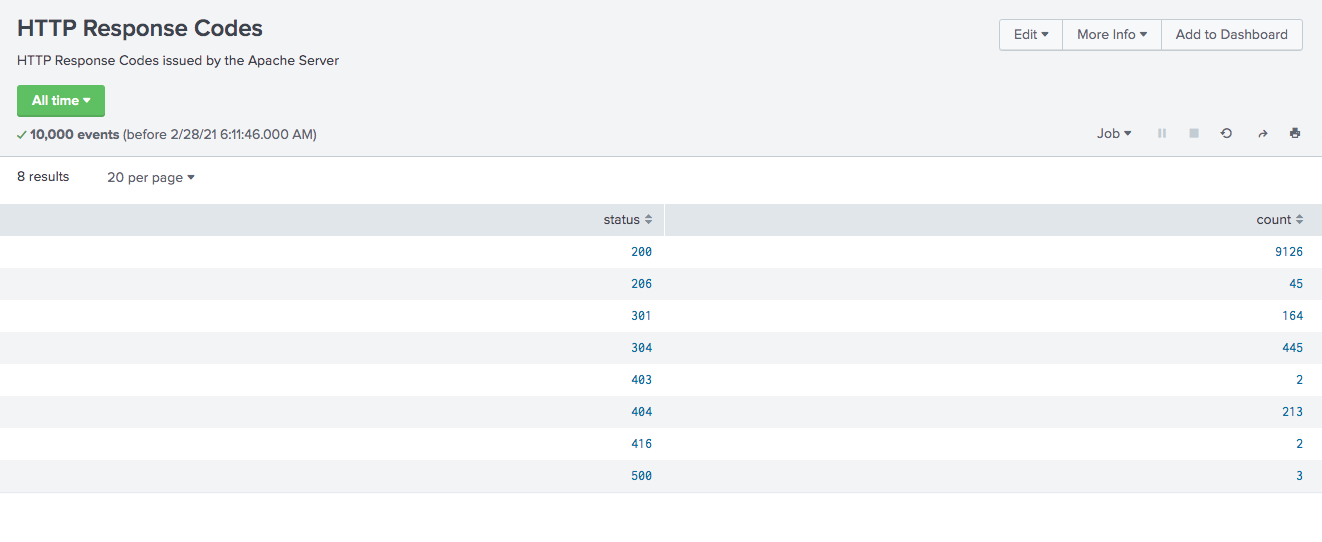 HTTP Response Codes
Edit More Info Add to Dashboard
HTTP Response Codes issued by the Apache Server
All time
10,000 events (before 2/28/21 6:11:46.000 AM)
Job
8 results 20 per page
status count
200 9126
206 45
301 164
304 445
403 2
404 213
416 2
500 3